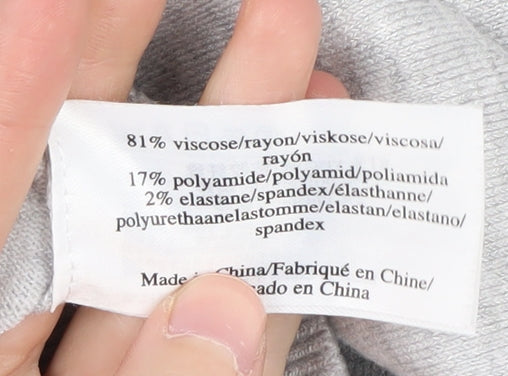 81% viscose/rayon/viskose/viscosa/
rayón
17% polyamide/polyamid/poliamida
2% elastane/spandex/élasthanne/
polyurethaanelastomme/elastan/elastano/
spandex
Made China/Fabriqué en Chine/
en China